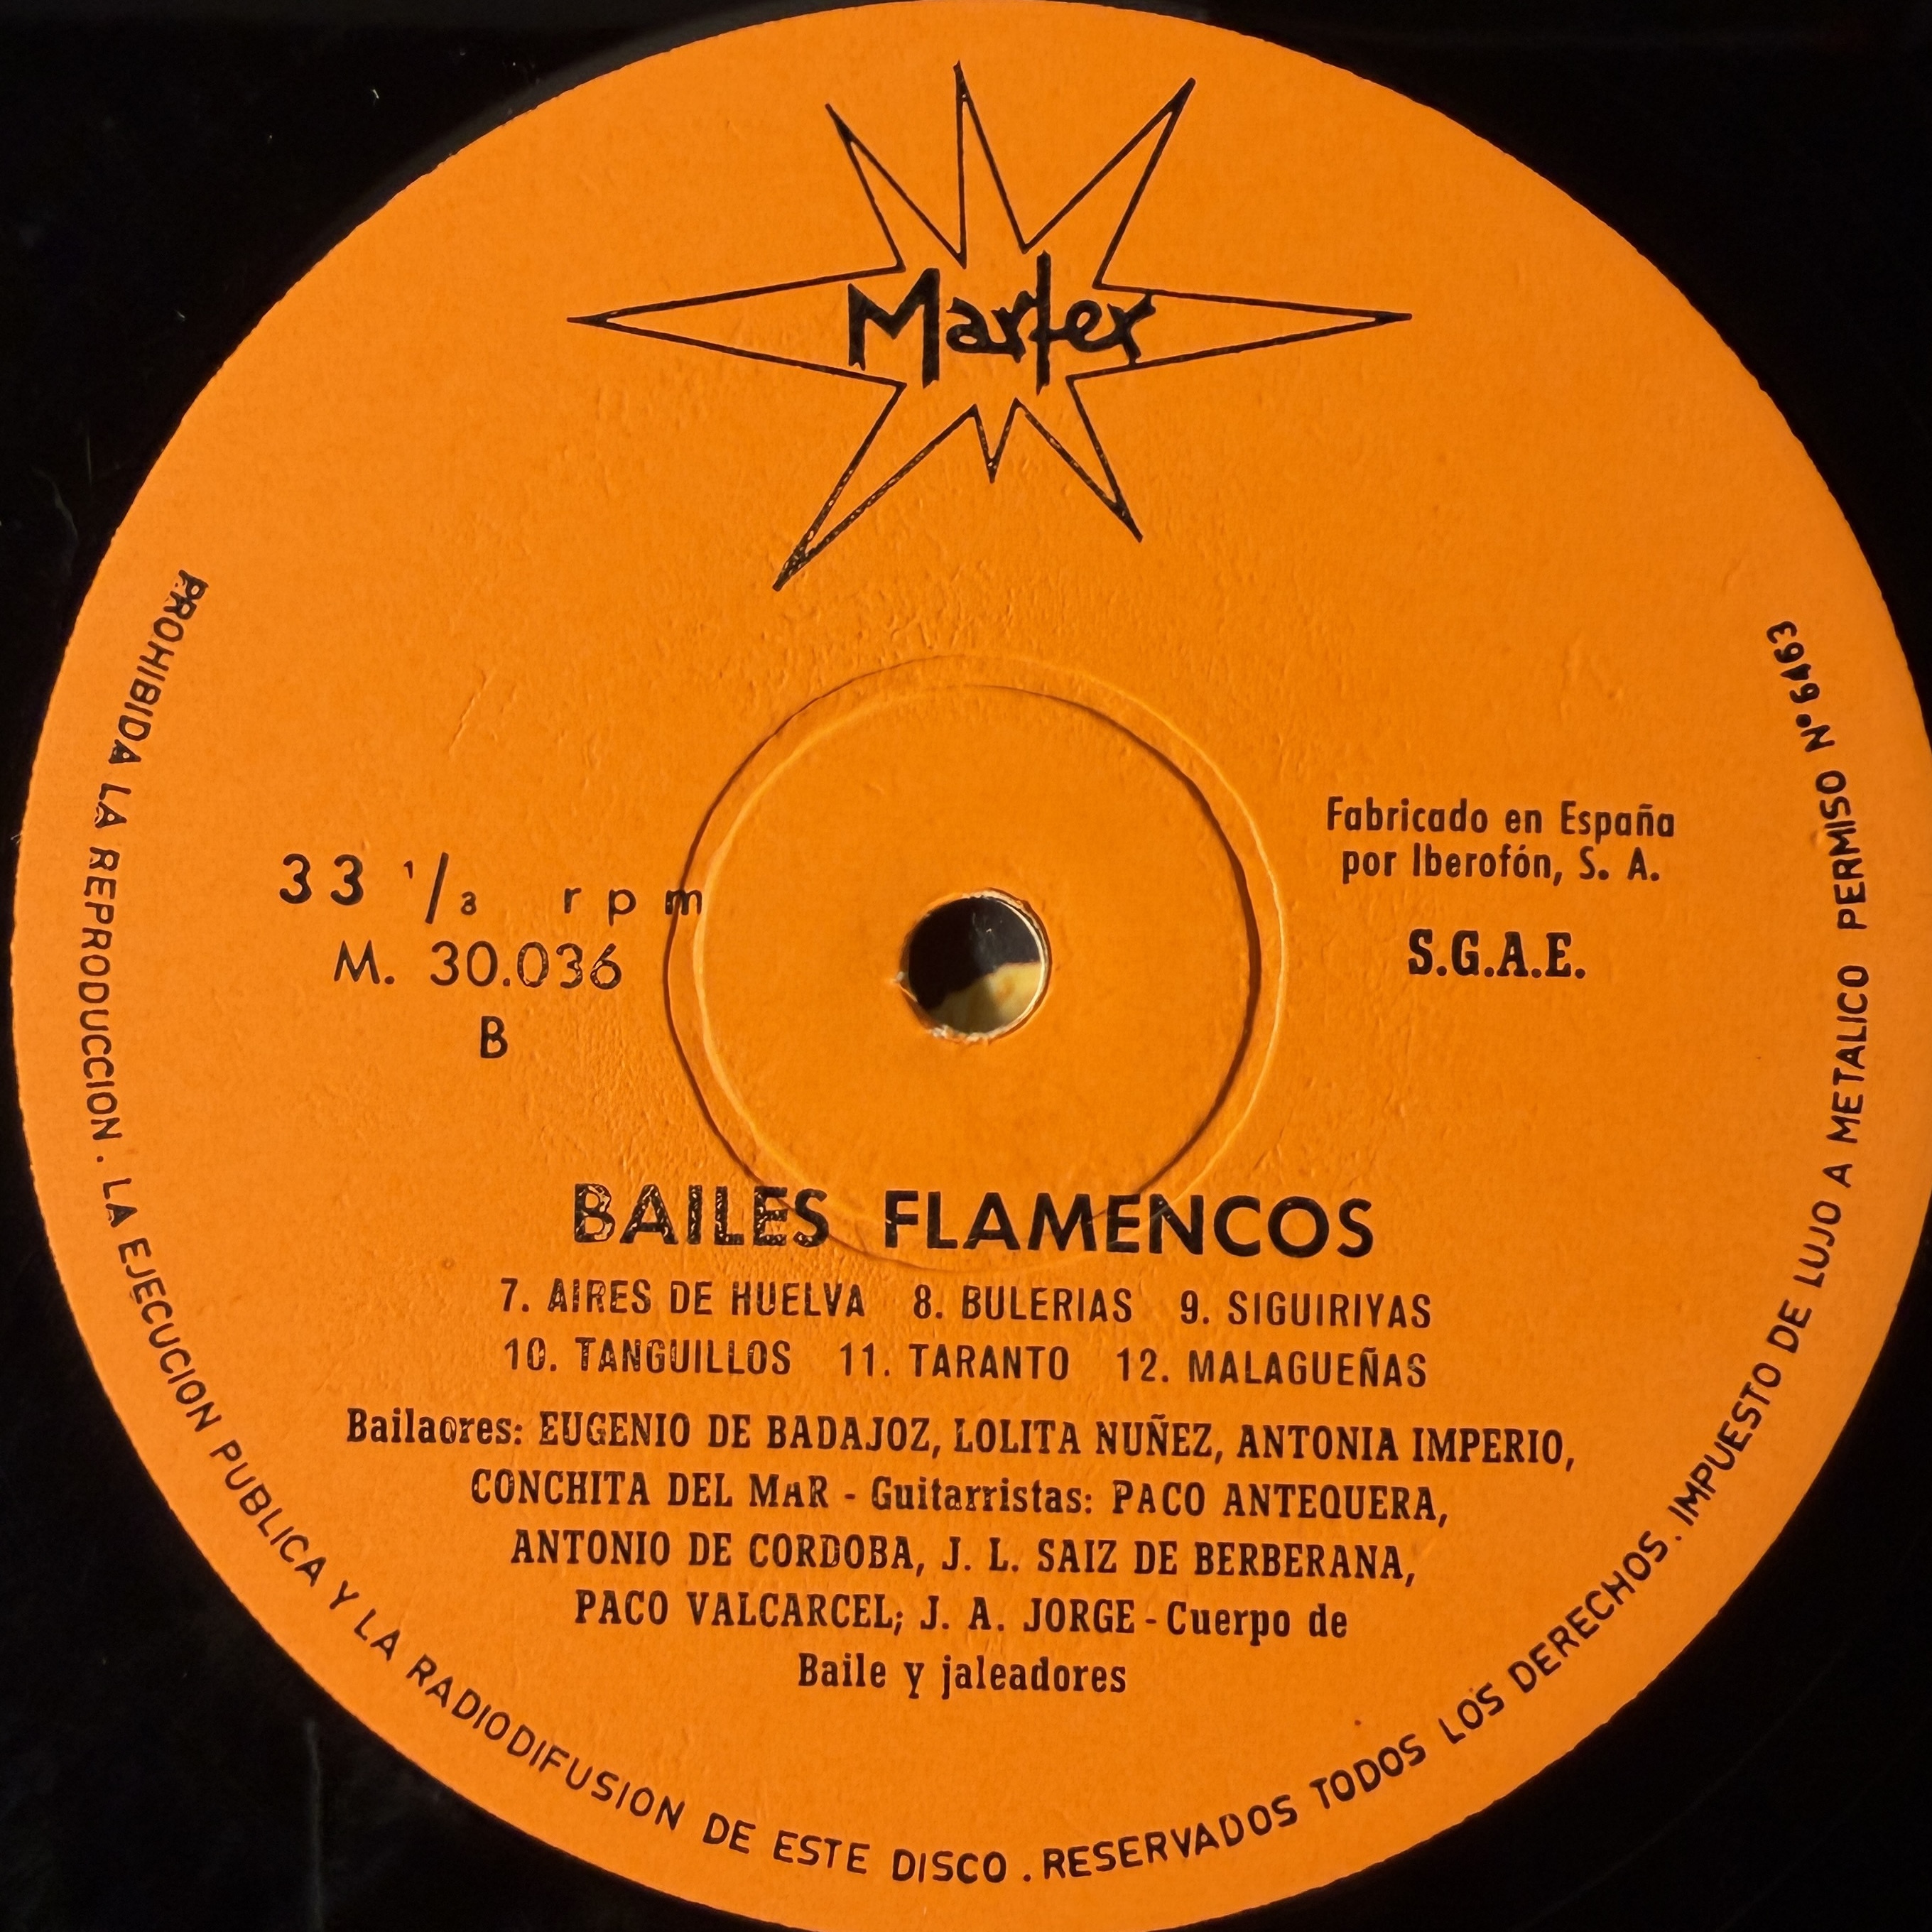 Marfer
33 1/3 rpm
M. 30.036
B
Fabricado en España
por Iberofón, S. A.
S.G.A.E.
BAILES FLAMENCOS
7. AIRES DE HUELVA 8. BULERIAS 9. SIGUIRIYAS
10. TANGUILLOS 11. TARANTO 12. MALAGUEÑAS
Bailaores: EUGENIO DE BADAJOZ, LOLITA NUÑEZ, ANTONIA IMPERIO,
CONCHITA DEL MAR - Guitarristas: PACO ANTEQUERA,
ANTONIO DE CORDOBA, J. L. SAIZ DE BERBERANA,
PACO VALCARCEL; J. A. JORGE - Cuerpo de
Baile y jaleadores
PROHIBIDA LA REPRODUCCION. LA EJECUCION PUBLICA Y LA RADIODIFUSION DE ESTE DISCO. RESERVADOS TODOS LOS DERECHOS. IMPUESTO DE LUJO A METALICO PERMISO Nº 6463